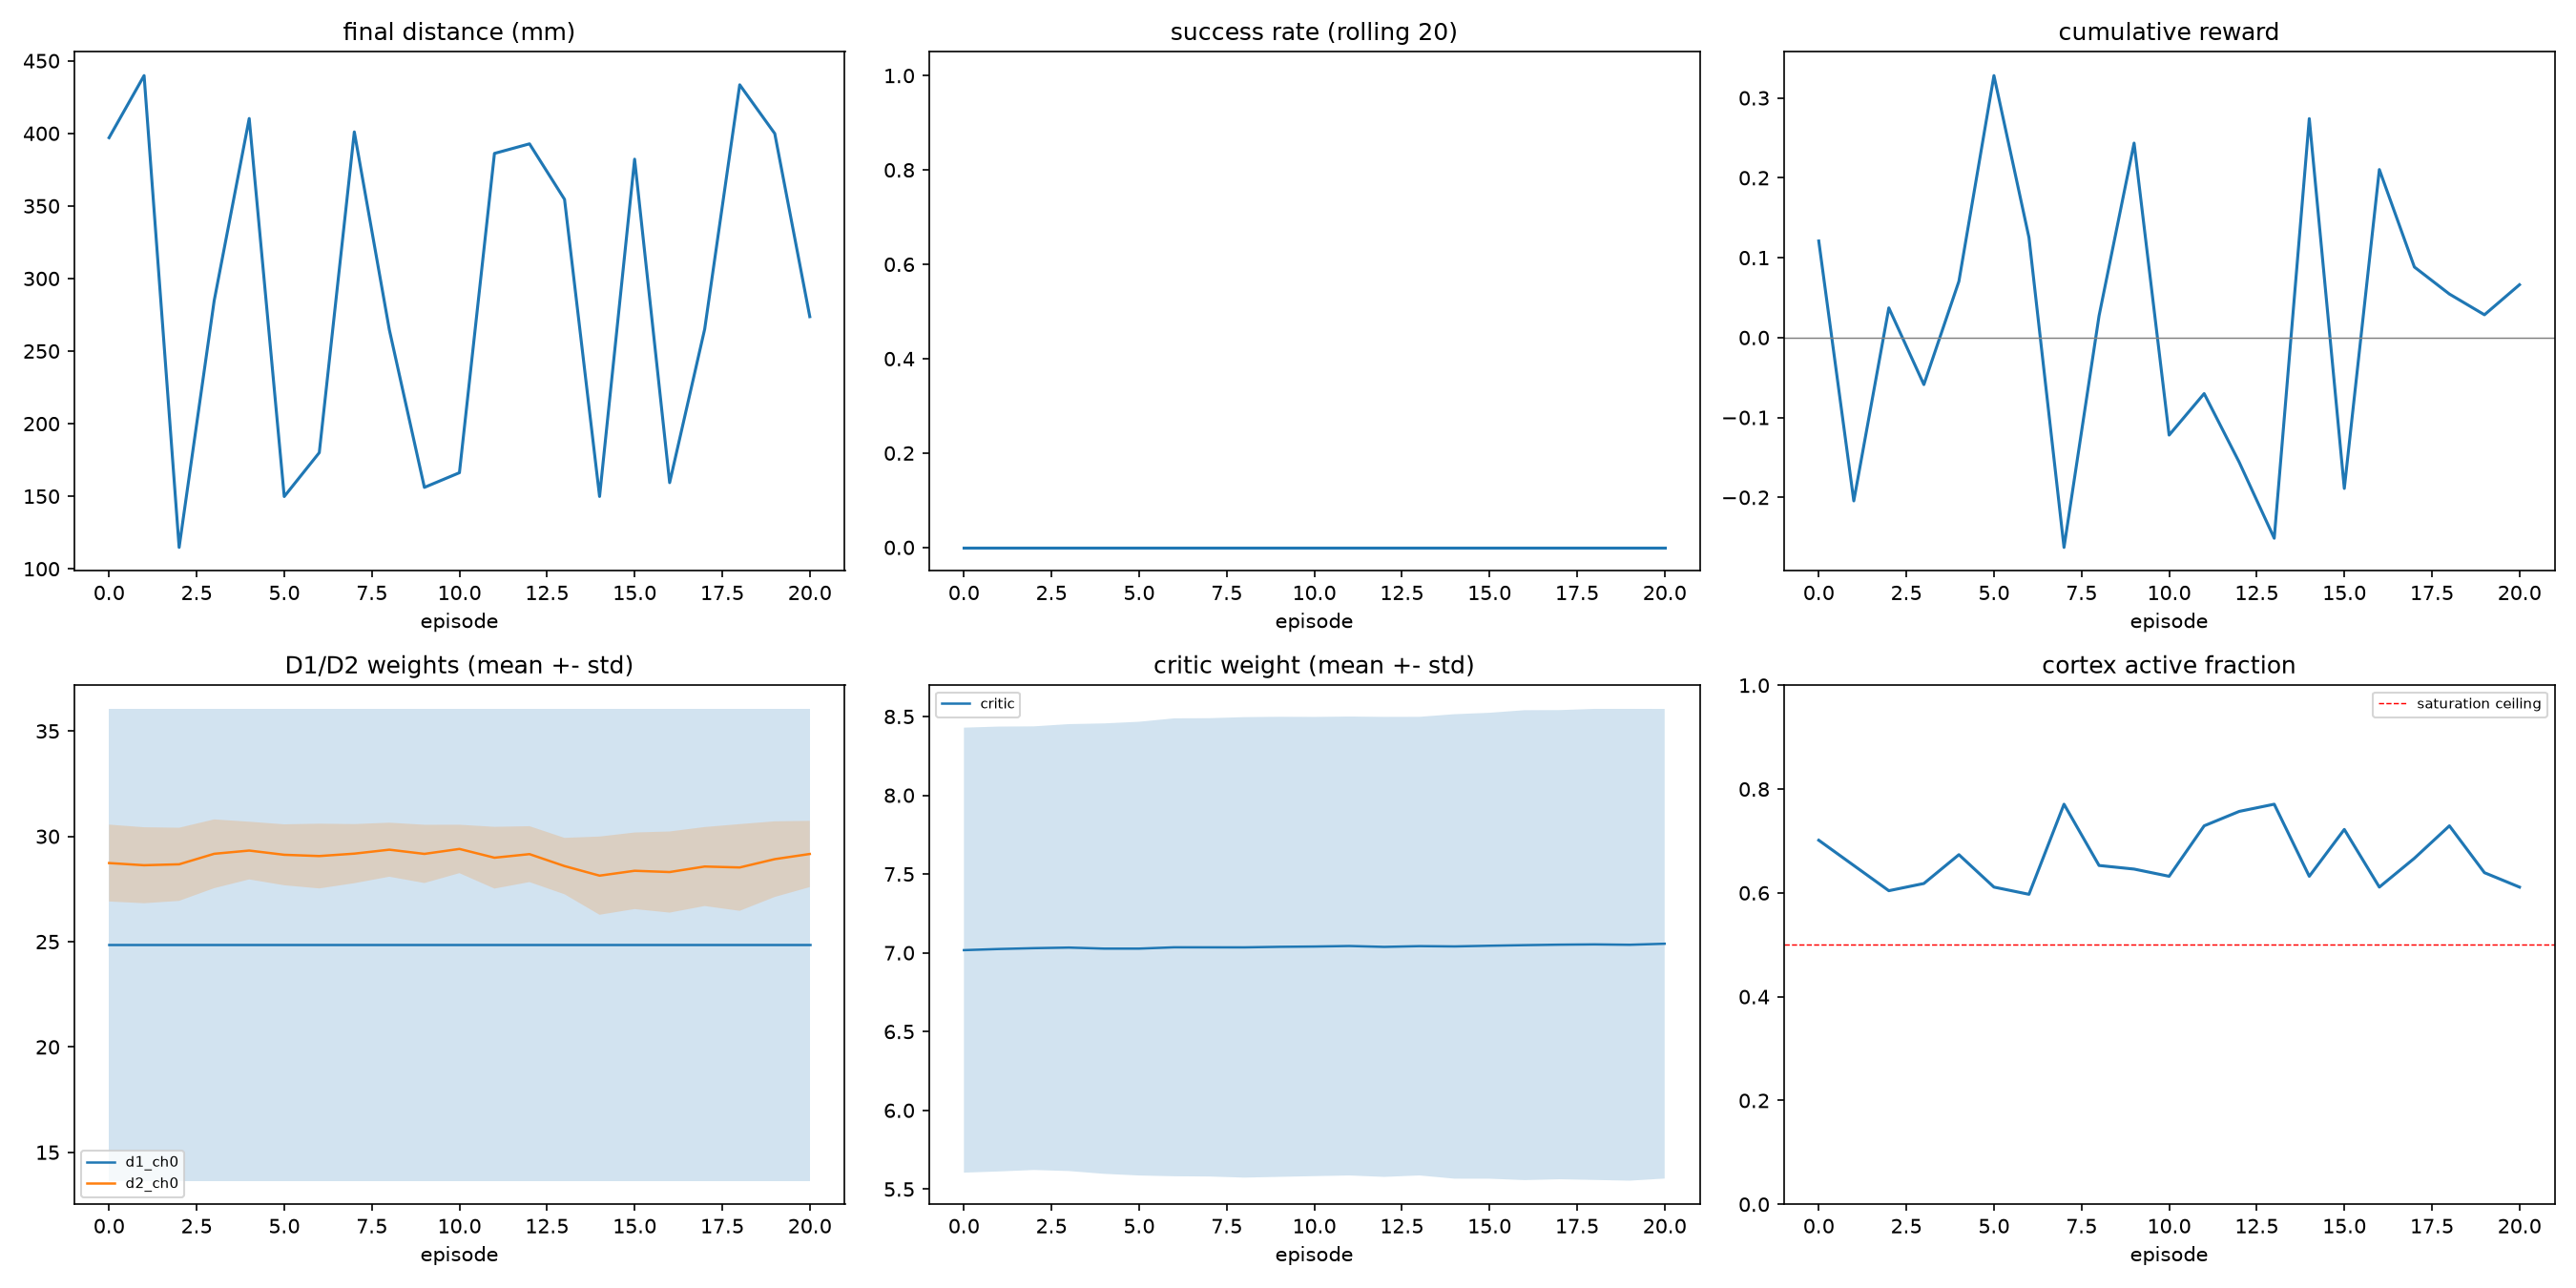 final distance (mm)
450
400
350
300
250
200
150
100
0.0 2.5 5.0 7.5 10.0 12.5 15.0 17.5 20.0
episode
success rate (rolling 20)
1.0
0.8
0.6
0.4
0.2
0.0
0.0 2.5 5.0 7.5 10.0 12.5 15.0 17.5 20.0
episode
cumulative reward
0.3
0.2
0.1
0.0
−0.1
−0.2
0.0 2.5 5.0 7.5 10.0 12.5 15.0 17.5 20.0
episode
D1/D2 weights (mean +- std)
35
30
25
20
15
d1_ch0
d2_ch0
0.0 2.5 5.0 7.5 10.0 12.5 15.0 17.5 20.0
episode
critic weight (mean +- std)
critic
8.5
8.0
7.5
7.0
6.5
6.0
5.5
0.0 2.5 5.0 7.5 10.0 12.5 15.0 17.5 20.0
episode
cortex active fraction
saturation ceiling
1.0
0.8
0.6
0.4
0.2
0.0
0.0 2.5 5.0 7.5 10.0 12.5 15.0 17.5 20.0
episode